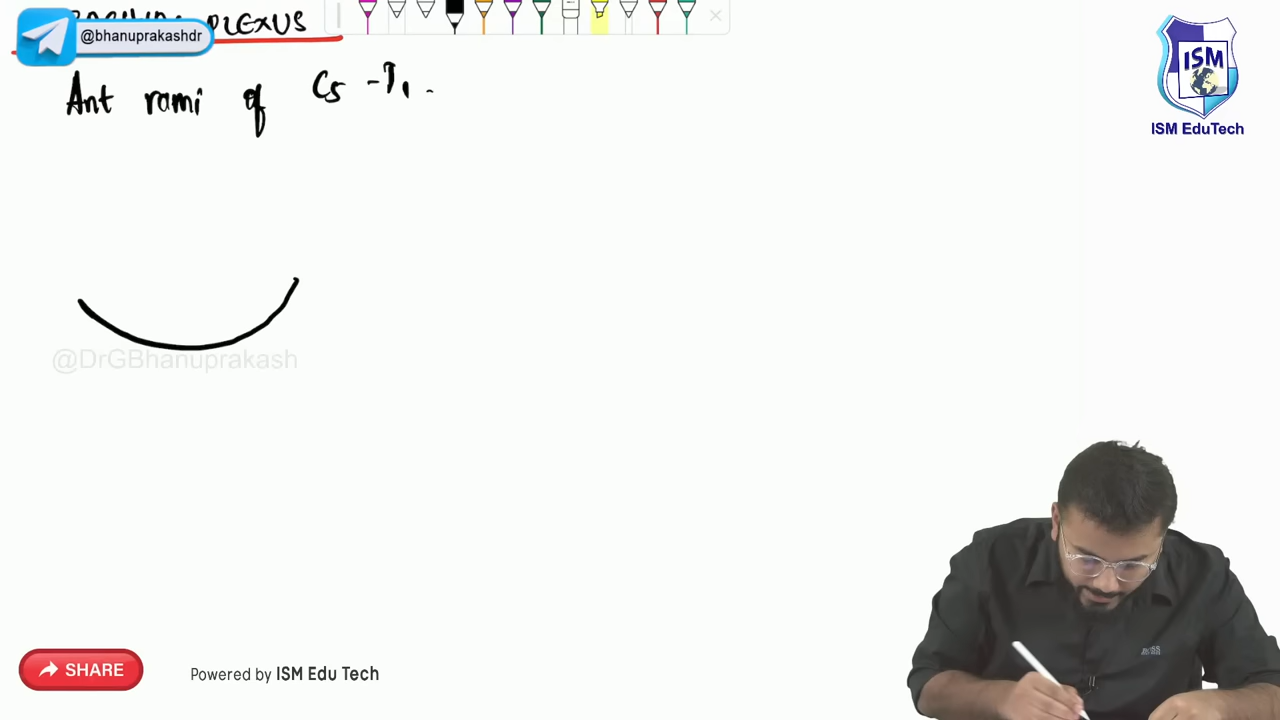 PLEXUS
@bhanuprakashdr
Ant rami of C5 - T1.
ISM
ISM EduTech
@DrGBhanuprakash
SHARE
Powered by ISM Edu Tech